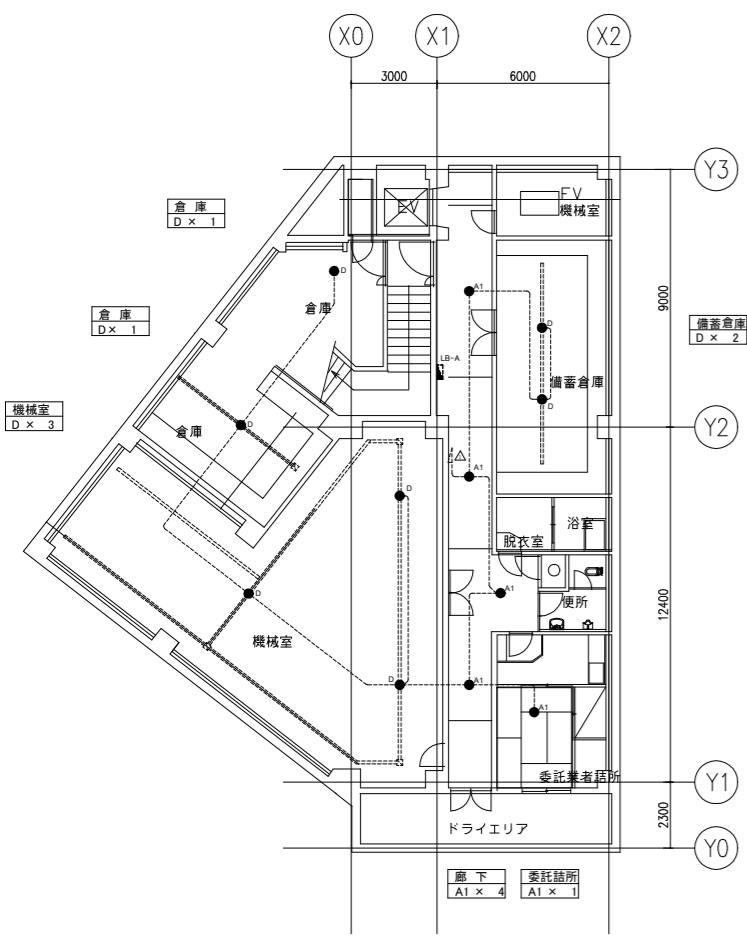 X0 X1 X2
3000 6000
Y3
倉 庫
D × 1
EV
EV
機械室
D
A1
倉庫
9000
倉 庫
D× 1
D
備蓄倉庫
D × 2
LB-A
備蓄倉庫
D
機械室
D × 3
倉庫
D
Y2
A1
D
浴室
脱衣室
D
A1
便所
12400
機械室
D
A1
A1
委託業者詰所
Y1
ドライエリア
2300
Y0
廊 下
A1 × 4
委託詰所
A1 × 1